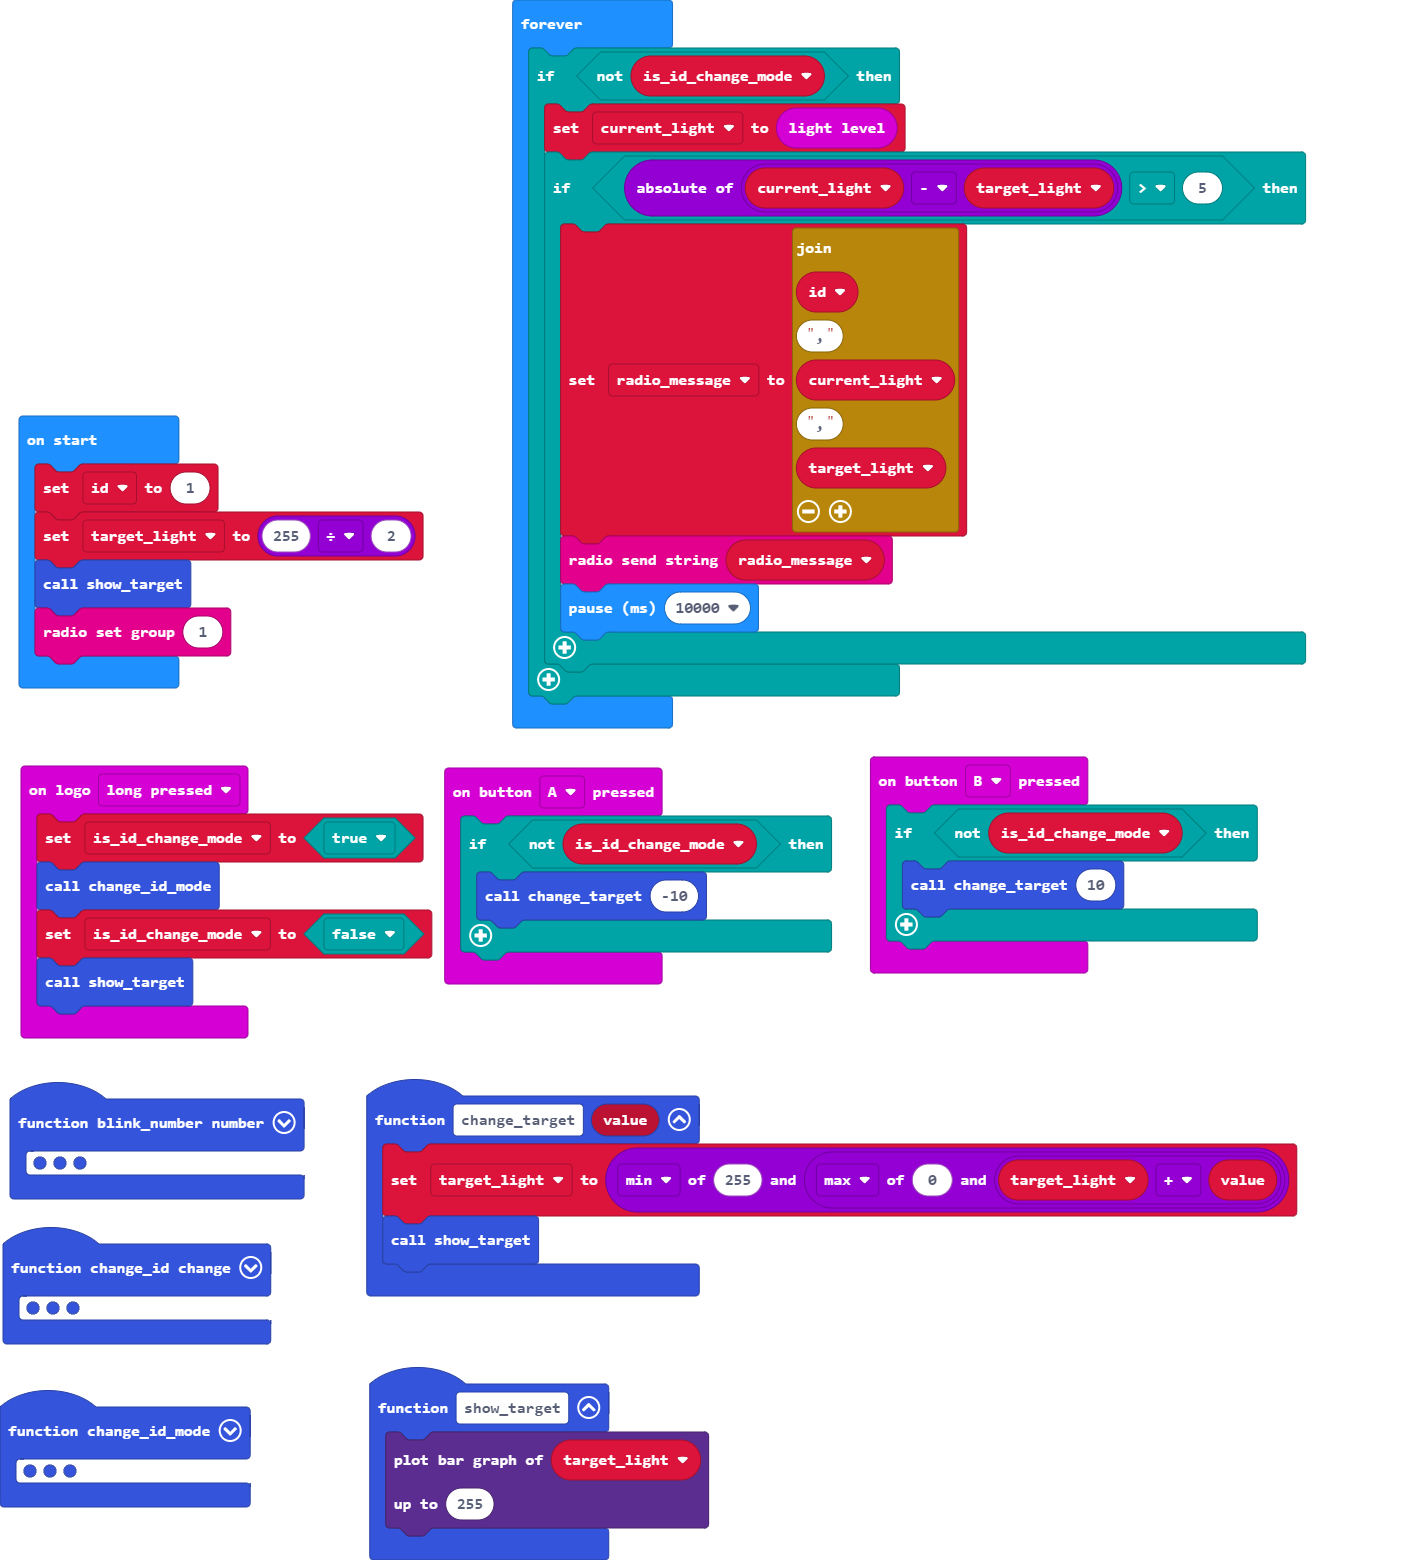 forever
if not is_id_change_mode then
set current_light to light level
if absolute of current_light - target_light > 5 then
set radio_message to join
id
","
current_light
","
target_light
radio send string radio_message
pause (ms) 10000
on start
set id to 1
set target_light to 255 ÷ 2
call show_target
radio set group 1
on logo long pressed
set is_id_change_mode to true
call change_id_mode
set is_id_change_mode to false
call show_target
on button A pressed
if not is_id_change_mode then
call change_target -10
on button B pressed
if not is_id_change_mode then
call change_target 10
function blink_number number
function change_id change
function change_id_mode
function change_target value
set target_light to min of 255 and max of 0 and target_light + value
call show_target
function show_target
plot bar graph of target_light
up to 255